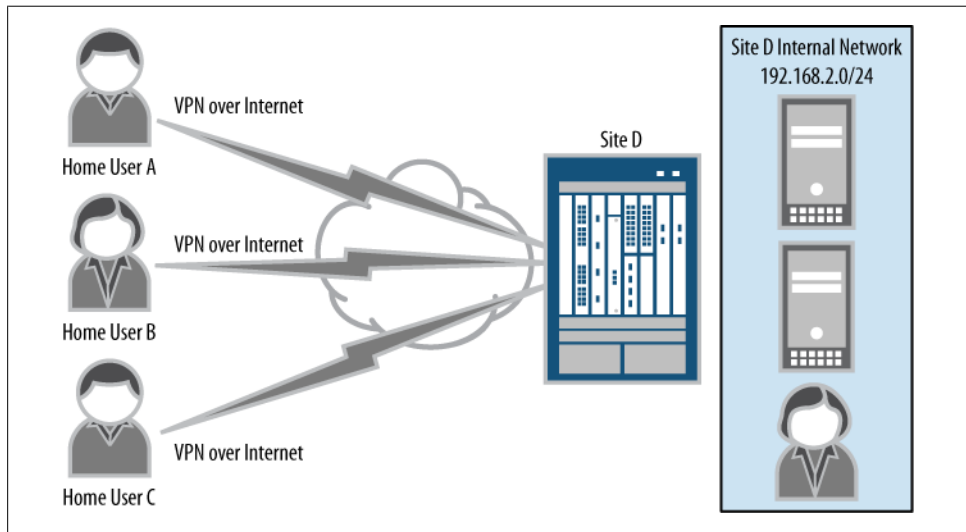 VPN over Internet
Home User A
VPN over Internet
Home User B
VPN over Internet
Home User C
Site D
Site D Internal Network
192.168.2.0/24